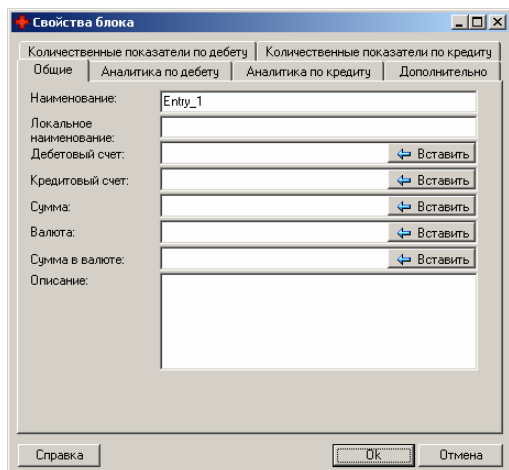 Свойства блока
Количественные показатели по дебету Количественные показатели по кредиту
Общие Аналитика по дебету Аналитика по кредиту Дополнительно
Наименование: Entry_1
Локальное
наименование:
Дебетовый счет: Вставить
Кредитовый счет: Вставить
Сумма: Вставить
Валюта: Вставить
Сумма в валюте: Вставить
Описание:
Справка Ok Отмена